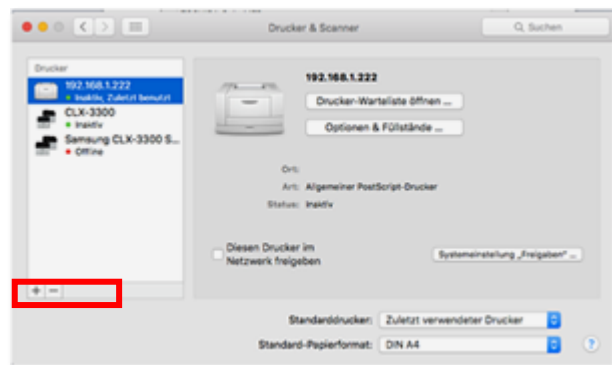 Drucker & Scanner
Suchen
Drucker
192.168.1.222
Inaktiv, Zuletzt benutzt
CLX-3300
Inaktiv
Samsung CLX-3300 S...
Offline
192.168.1.222
Drucker-Warteliste öffnen ...
Optionen & Füllstände ...
Ort:
Art: Allgemeiner PostScript-Drucker
Status: Inaktiv
Diesen Drucker im
Netzwerk freigeben
Systemeinstellung „Freigaben“ ...
+ −
Standarddrucker: Zuletzt verwendeter Drucker
Standard-Papierformat: DIN A4
?